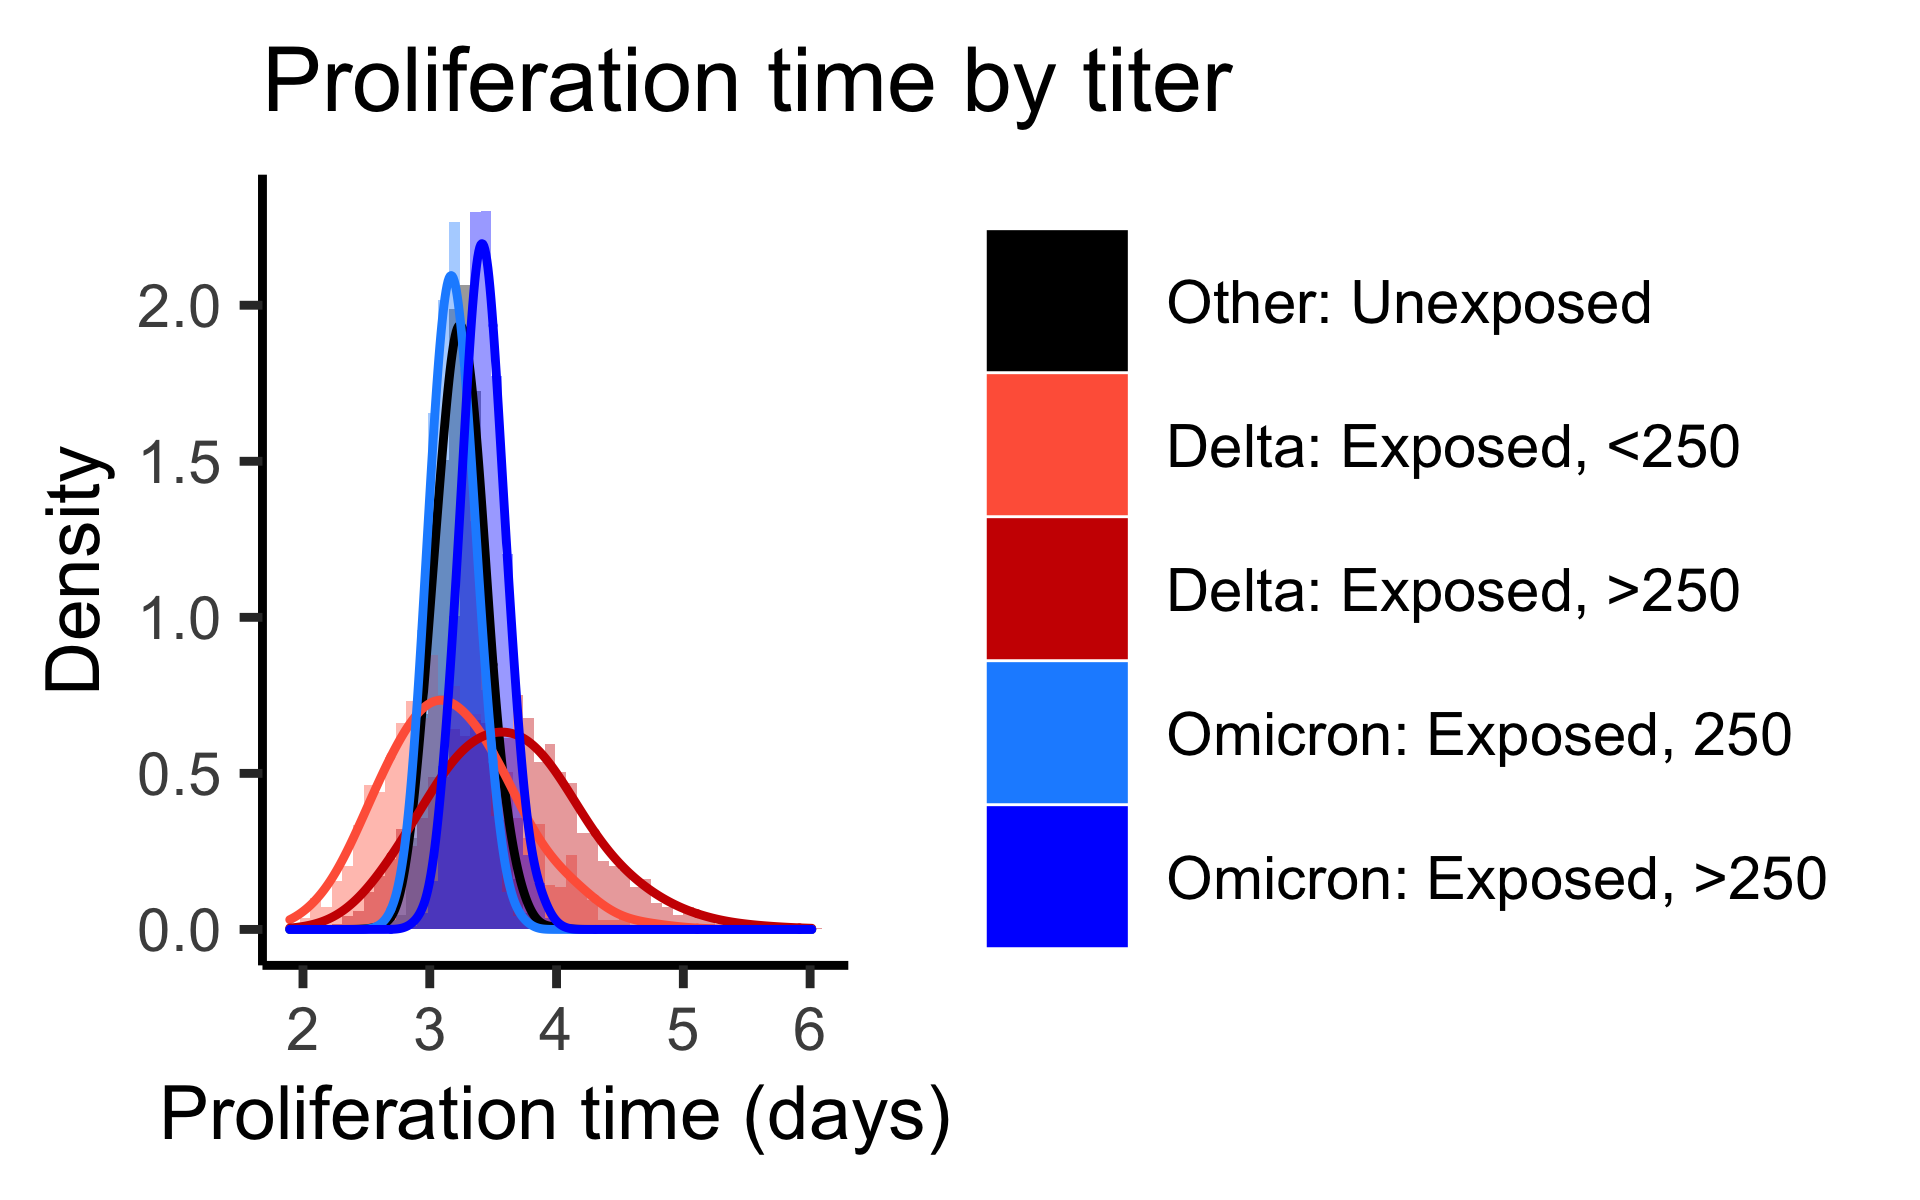 Proliferation time by titer
Density
2.0
1.5
1.0
0.5
0.0
2 3 4 5 6
Proliferation time (days)
Other: Unexposed
Delta: Exposed, <250
Delta: Exposed, >250
Omicron: Exposed, 250
Omicron: Exposed, >250